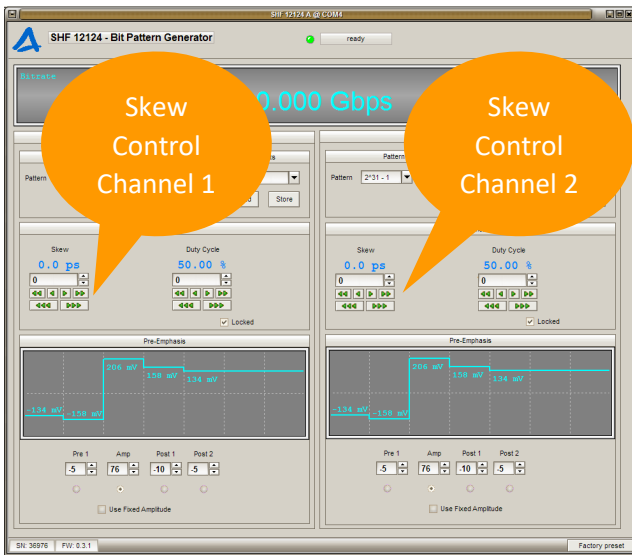 SHF 12124 A @ COM4
SHF 12124 - Bit Pattern Generator
ready
Bitrate
0.000 Gbps
Skew
Control
Channel 1
Skew
Control
Channel 2
Pattern
Store
Pattern
Pattern 2^31 - 1
Skew Duty Cycle
0.0 ps 50.00 %
0 0
Locked
Skew Duty Cycle
0.0 ps 50.00 %
0 0
Locked
Pre-Emphasis
206 mV
158 mV
134 mV
-134 mV
-158 mV
Pre 1 Amp Post 1 Post 2
-5 76 -10 -5
Use Fixed Amplitude
Pre-Emphasis
206 mV
158 mV
134 mV
-134 mV
-158 mV
Pre 1 Amp Post 1 Post 2
-5 76 -10 -5
Use Fixed Amplitude
SN: 36976 FW: 0.3.1 Factory preset